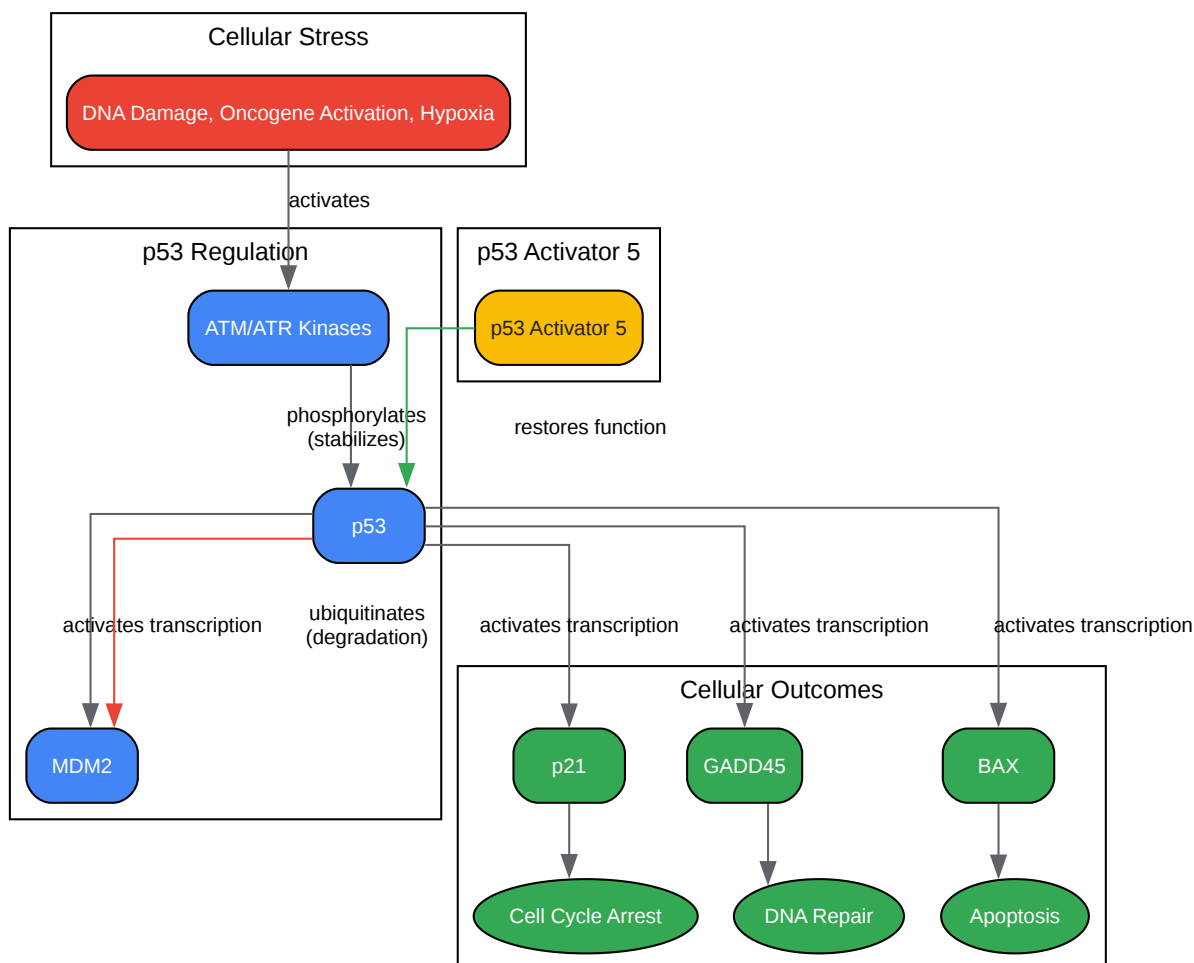 Cellular Stress
DNA Damage, Oncogene Activation, Hypoxia
activates
p53 Regulation
p53 Activator 5
ATM/ATR Kinases
p53 Activator 5
phosphorylates
(stabilizes)
restores function
p53
activates transcription
ubiquitinates
(degradation)
activates transcription
activates transcription
activates transcription
Cellular Outcomes
MDM2
p21
GADD45
BAX
Cell Cycle Arrest
DNA Repair
Apoptosis